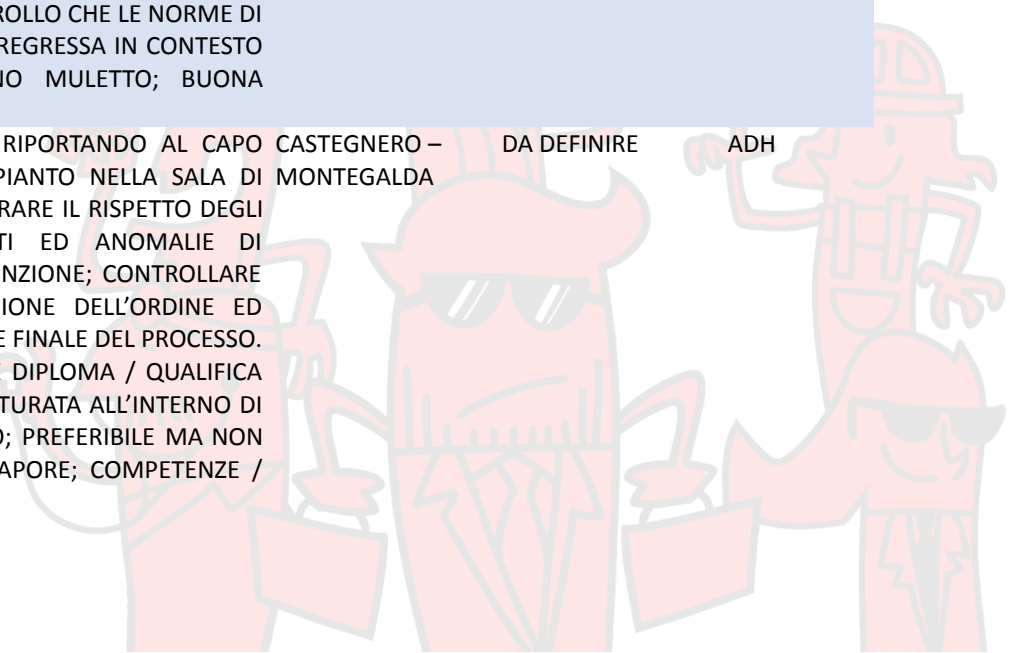 ROLLO CHE LE NORME DI
REGRESSA IN CONTESTO
NO MULETTO; BUONA
RIPORTANDO AL CAPO CASTEGNERO – DA DEFINIRE ADH
PIANTO NELLA SALA DI MONTEGALDA
RARE IL RISPETTO DEGLI
TI ED ANOMALIE DI
NZIONE; CONTROLLARE
IONE DELL'ORDINE ED
E FINALE DEL PROCESSO.
E DIPLOMA / QUALIFICA
TURATA ALL'INTERNO DI
O; PREFERIBILE MA NON
APORE; COMPETENZE /